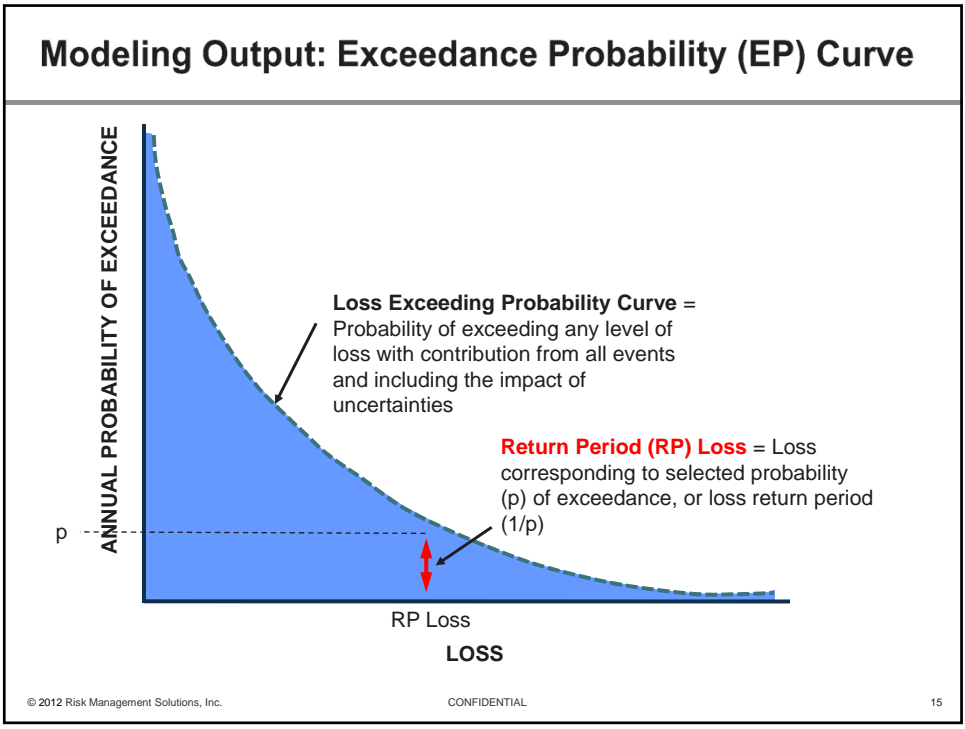 Modeling Output: Exceedance Probability (EP) Curve
ANNUAL PROBABILITY OF EXCEEDANCE
Loss Exceeding Probability Curve =
Probability of exceeding any level of
loss with contribution from all events
and including the impact of
uncertainties
Return Period (RP) Loss = Loss
corresponding to selected probability
(p) of exceedance, or loss return period
(1/p)
p
RP Loss
LOSS
© 2012 Risk Management Solutions, Inc.
CONFIDENTIAL
15